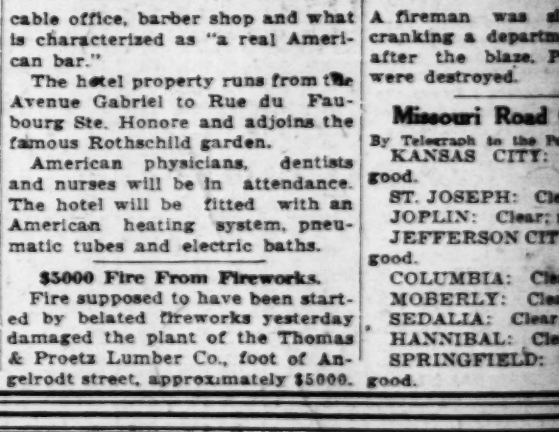 cable office, barber shop and what
is characterized as "a real Ameri-
can bar."
The hotel property runs from the
Avenue Gabriel to Rue du Fau-
bourg Ste. Honore and adjoins the
famous Rothschild garden.
American physicians, dentists
and nurses will be in attendance.
The hotel will be fitted with an
American heating system, pneu-
matic tubes and electric baths.
$5000 Fire From Fireworks.
Fire supposed to have been start-
ed by belated fireworks yesterday
damaged the plant of the Thomas
& Proetz Lumber Co., foot of An-
gelrodt street, approximately $5000.
A fireman was
cranking a departm
after the blaze.
were destroyed.
Missouri Road
By Telegraph to the
KANSAS CITY:
good.
ST. JOSEPH: Cle
JOPLIN: Clear;
JEFFERSON CIT
good.
COLUMBIA: Cle
MOBERLY: Clea
SEDALIA: Clear
HANNIBAL: Cle
SPRINGFIELD:
good.